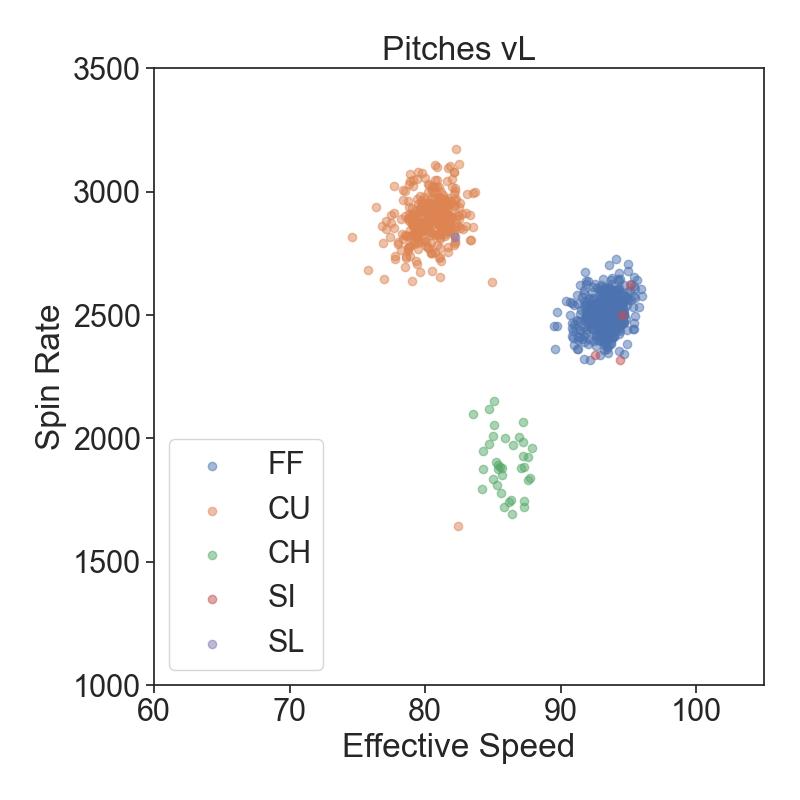 Pitches vL
3500
3000
2500
2000
1500
1000
Spin Rate
FF
CU
CH
SI
SL
60 70 80 90 100
Effective Speed